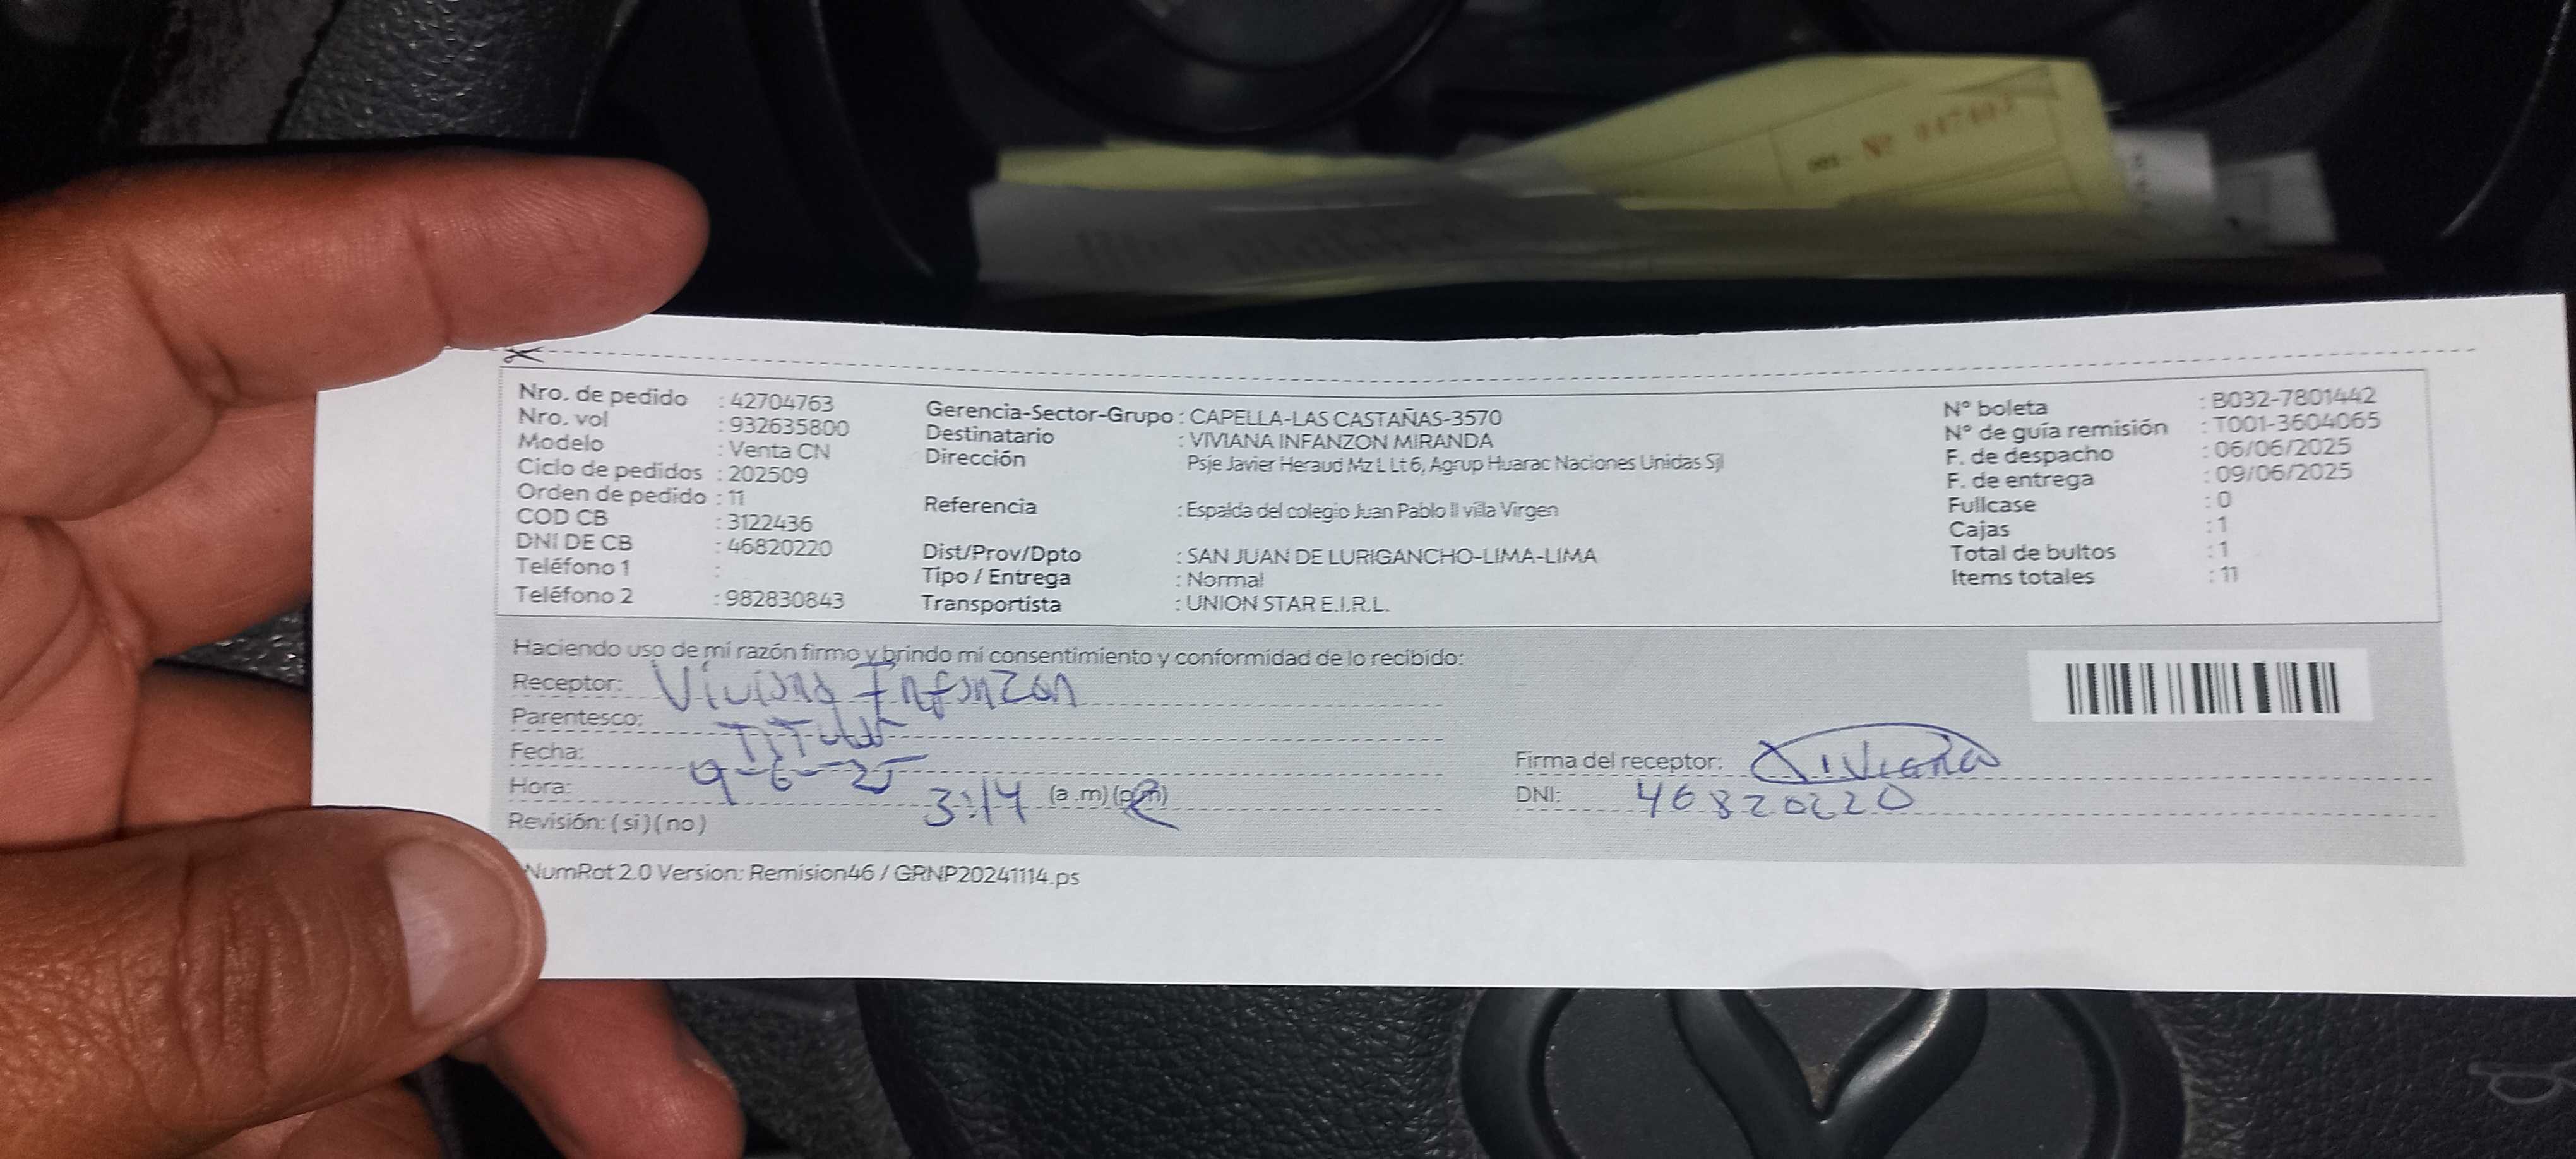 001- Nº 017403
Nro. de pedido : 42704763
Nro. vol : 932635800
Modelo : Venta CN
Ciclo de pedidos : 202509
Orden de pedido : 11
COD CB : 3122436
DNI DE CB : 46820220
Teléfono 1 :
Teléfono 2 : 982830843
Gerencia-Sector-Grupo : CAPELLA-LAS CASTAÑAS-3570
Destinatario : VIVIANA INFANZON MIRANDA
Dirección Psje Javier Heraud Mz L Lt 6, Agrup Huarac Naciones Unidas Sjl
Referencia : Espalda del colegio Juan Pablo II villa Virgen
Dist/Prov/Dpto : SAN JUAN DE LURIGANCHO-LIMA-LIMA
Tipo / Entrega : Normal
Transportista : UNION STAR E.I.R.L.
N° boleta : B032-7801442
N° de guía remisión : T001-3604065
F. de despacho : 06/06/2025
F. de entrega : 09/06/2025
Fullcase : 0
Cajas : 1
Total de bultos : 1
Items totales : 11
Haciendo uso de mi razón firmo y brindo mi consentimiento y conformidad de lo recibido:
Receptor: Viviana Infanzon
Parentesco: Titular
Fecha: 9-6-25
Hora: 3:14 (a .m) (p.m)
Revisión: ( si ) ( no )
Firma del receptor: Viviana
DNI: 46820220
NumRot 2.0 Version: Remision46 / GRNP20241114.ps